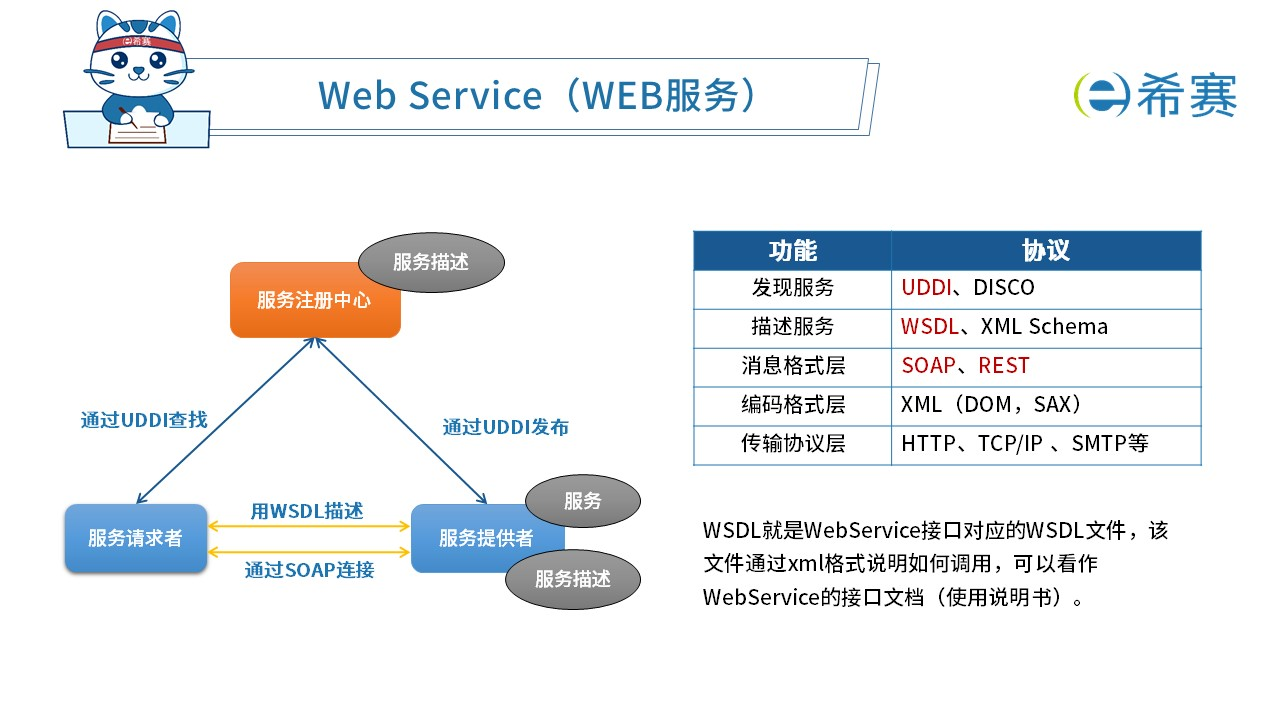 e希赛
Web Service（WEB服务）
e希赛
服务描述
服务注册中心
通过UDDI查找
通过UDDI发布
服务
用WSDL描述
服务请求者
服务提供者
通过SOAP连接
服务描述
功能 协议
发现服务 UDDI、DISCO
描述服务 WSDL、XML Schema
消息格式层 SOAP、REST
编码格式层 XML（DOM，SAX）
传输协议层 HTTP、TCP/IP 、SMTP等
WSDL就是WebService接口对应的WSDL文件，该
文件通过xml格式说明如何调用，可以看作
WebService的接口文档（使用说明书）。